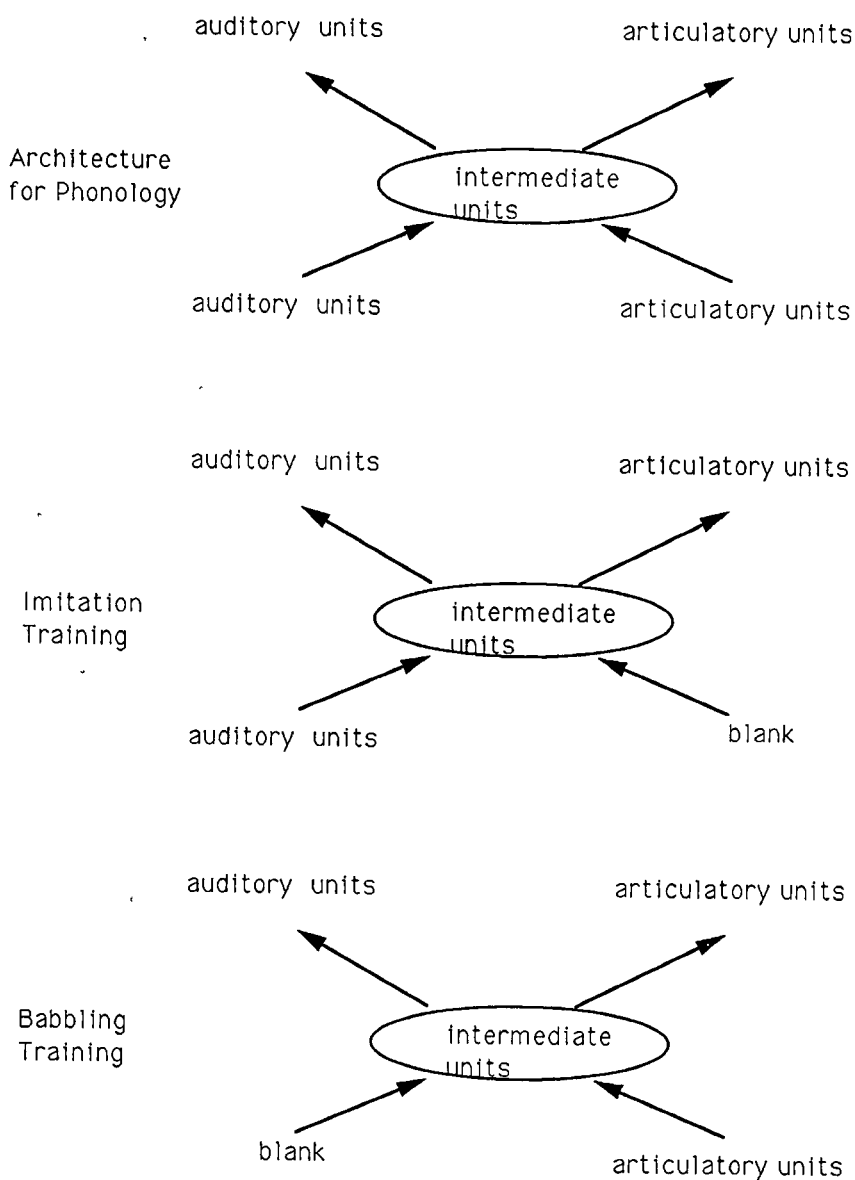 auditory units
articulatory units
Architecture
for Phonology
intermediate
units
auditory units
articulatory units
auditory units
articulatory units
Imitation
Training
intermediate
units
auditory units
blank
auditory units
articulatory units
Babbling
Training
intermediate
units
blank
articulatory units